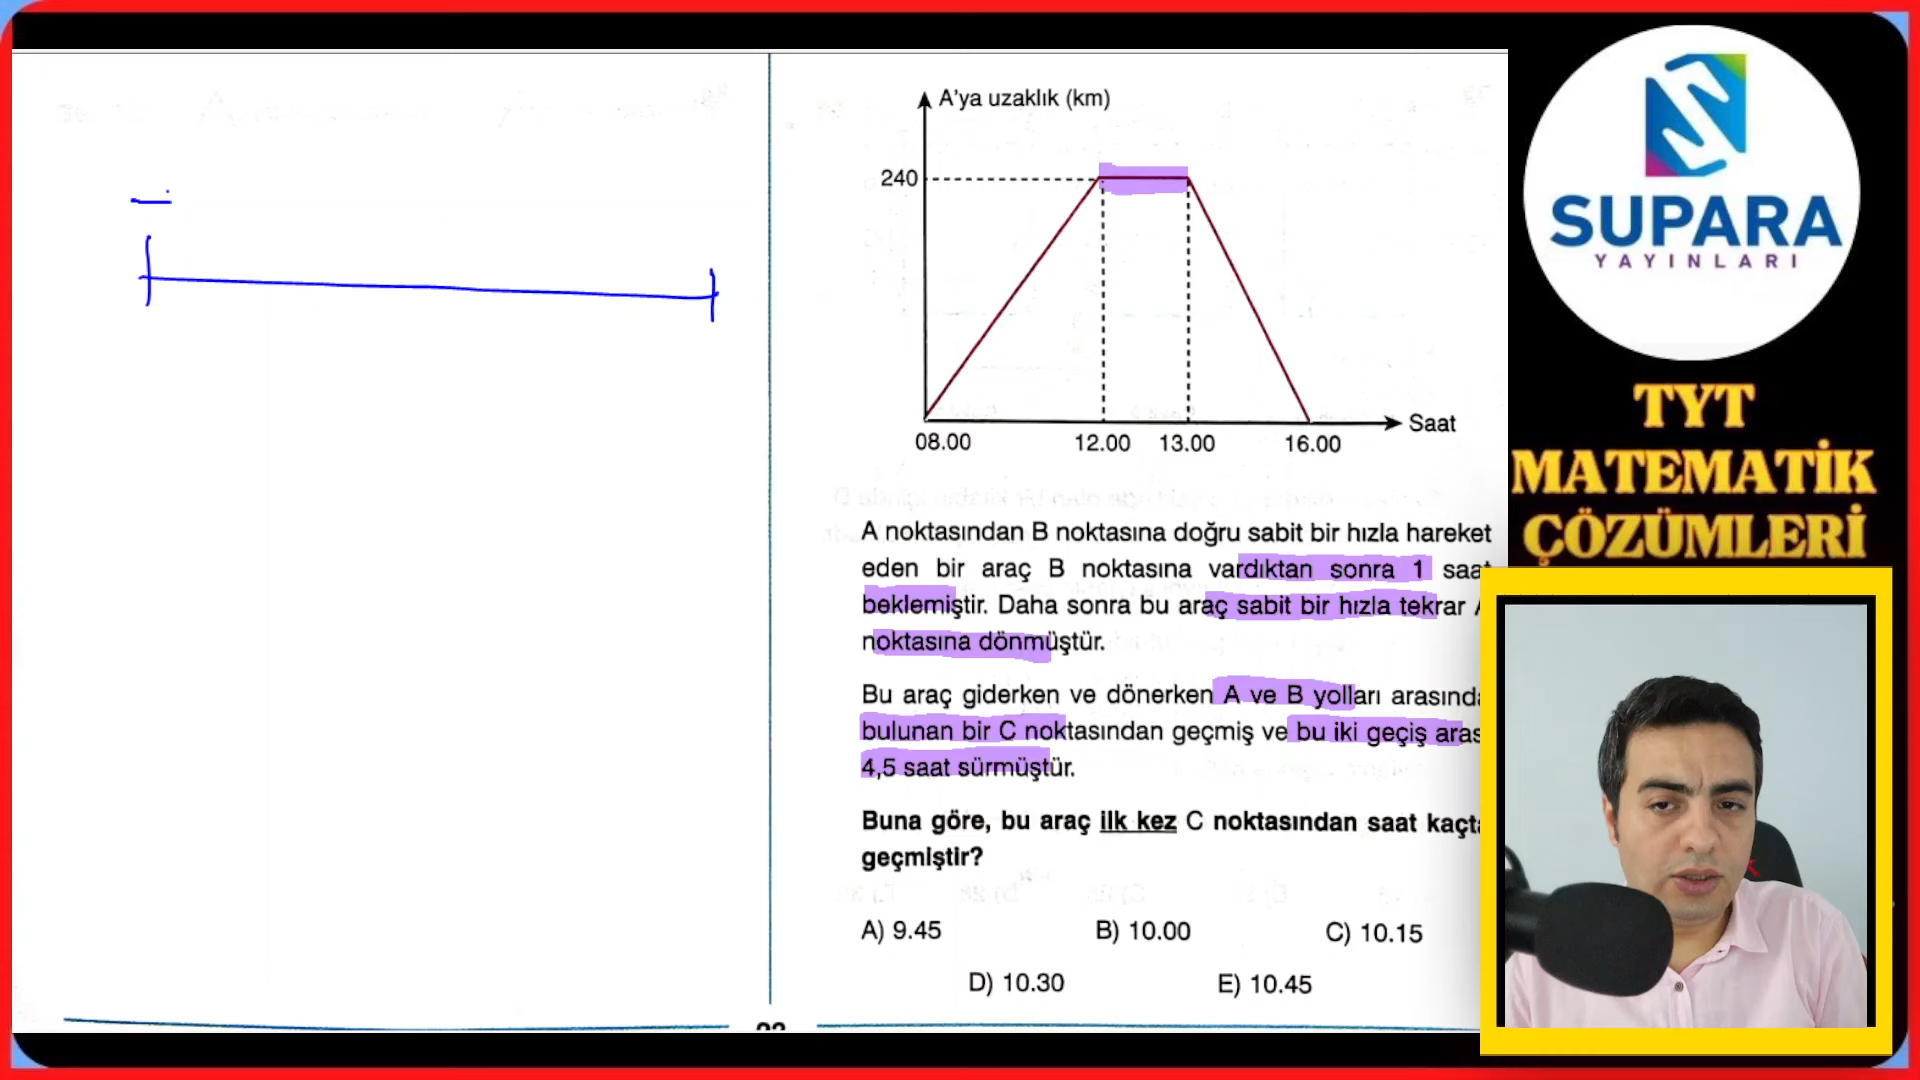 A'ya uzaklık (km)
240
Saat
08.00 12.00 13.00 16.00
A noktasından B noktasına doğru sabit bir hızla hareket
eden bir araç B noktasına vardıktan sonra 1 saat
beklemiştir. Daha sonra bu araç sabit bir hızla tekrar A
noktasına dönmüştür.
Bu araç giderken ve dönerken A ve B yolları arasında
bulunan bir C noktasından geçmiş ve bu iki geçiş aras
4,5 saat sürmüştür.
Buna göre, bu araç ilk kez C noktasından saat kaçta
geçmiştir?
A) 9.45 B) 10.00 C) 10.15
D) 10.30 E) 10.45
SUPARA
YAYINLARI
TYT
MATEMATİK
ÇÖZÜMLERİ